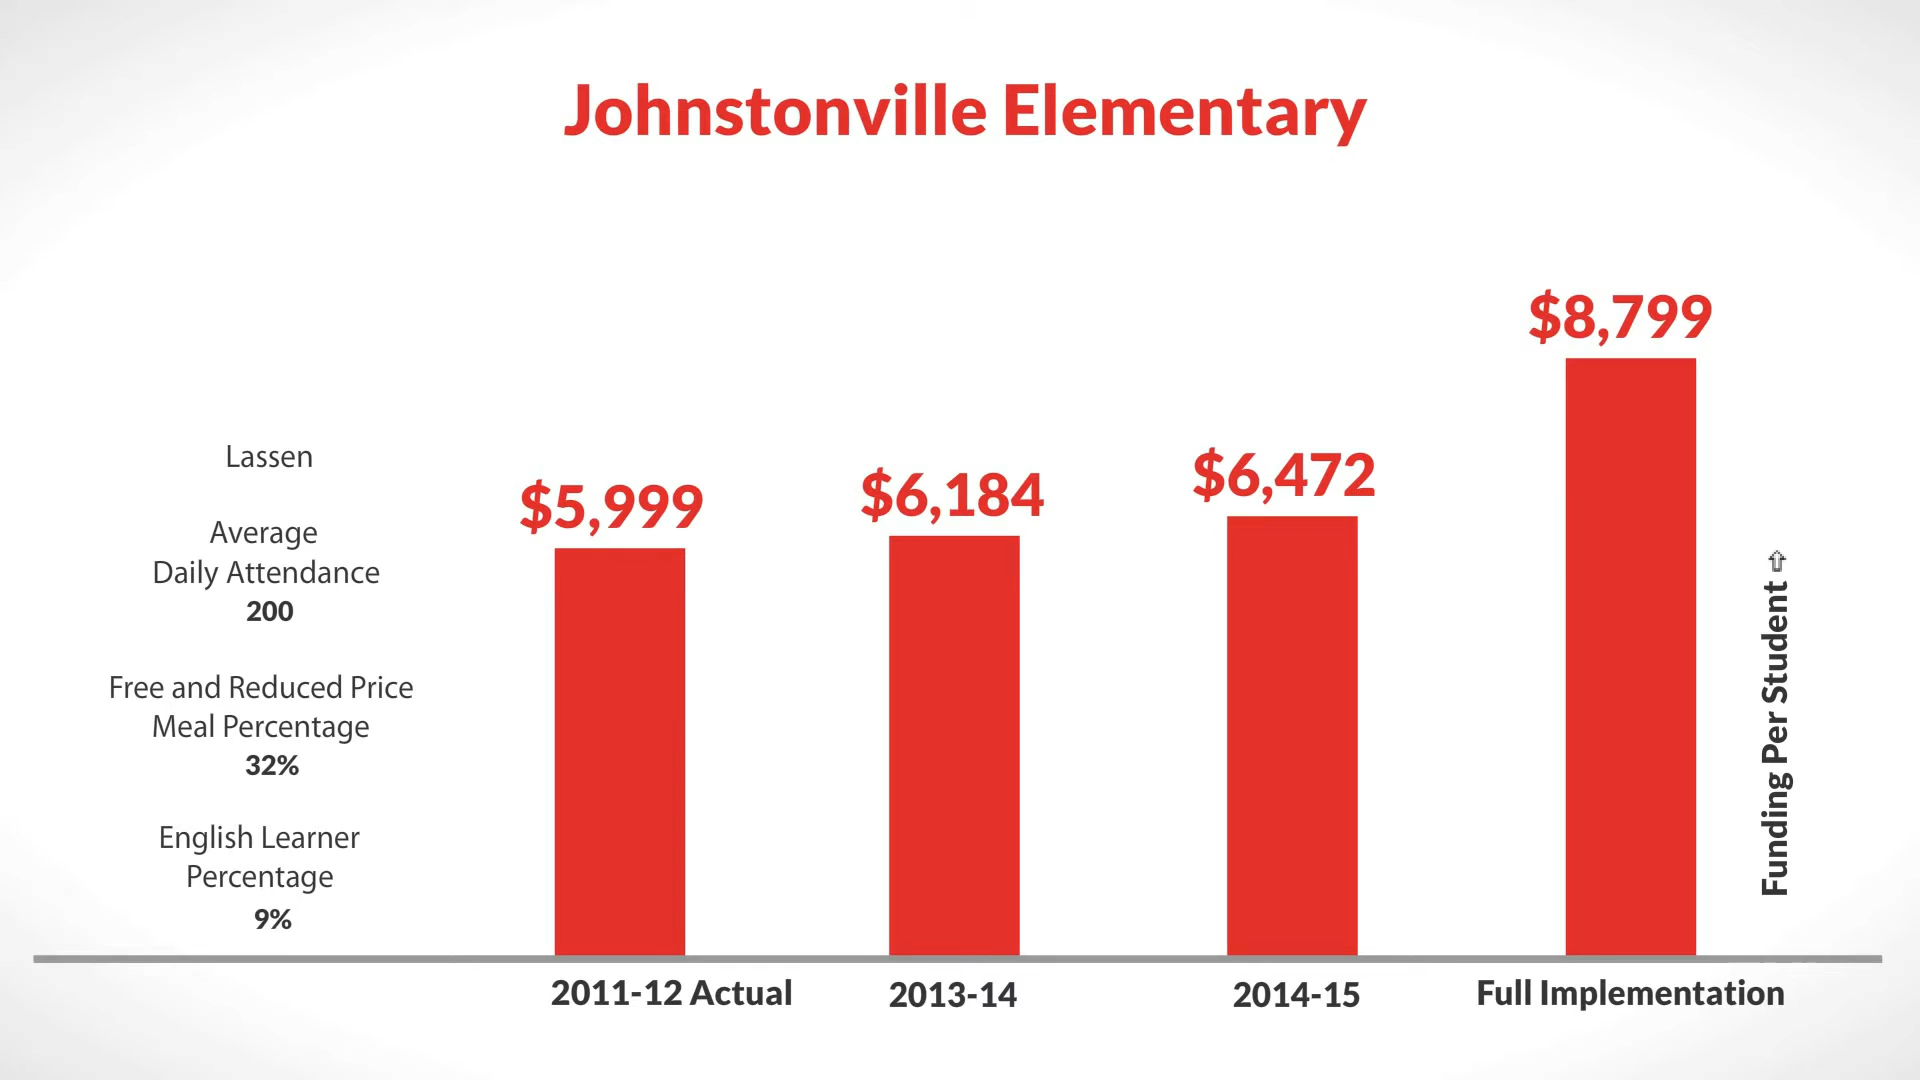 Johnstonville Elementary
Lassen
Average
Daily Attendance
200
Free and Reduced Price
Meal Percentage
32%
English Learner
Percentage
9%
$5,999
$6,184
$6,472
$8,799
2011-12 Actual
2013-14
2014-15
Full Implementation
Funding Per Student ⇧